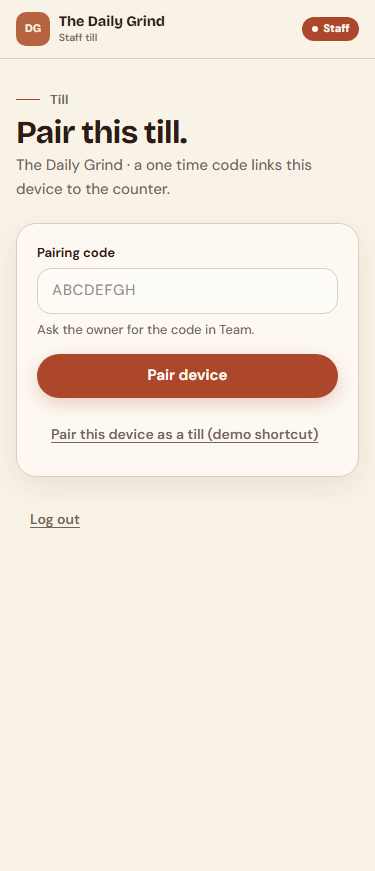 DG
The Daily Grind
Staff till
Staff
Till
Pair this till.
The Daily Grind · a one time code links this
device to the counter.
Pairing code
ABCDEFGH
Ask the owner for the code in Team.
Pair device
Pair this device as a till (demo shortcut)
Log out